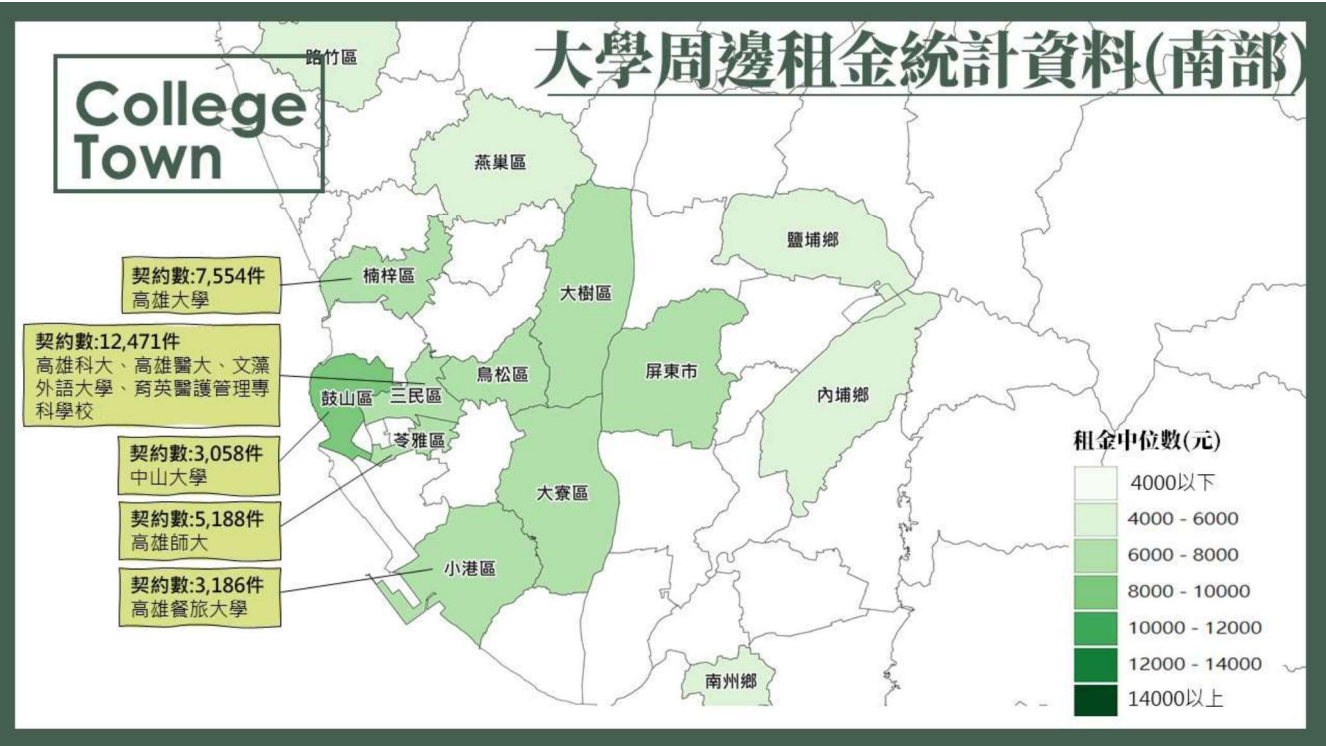 大學周邊租金統計資料(南部)
College
Town
路竹區
燕巢區
鹽埔鄉
楠梓區
大樹區
契約數:7,554件
高雄大學
契約數:12,471件
高雄科大、高雄醫大、文藻
外語大學、育英醫護管理專
科學校
鳥松區
屏東市
鼓山區
三民區
內埔鄉
苓雅區
契約數:3,058件
中山大學
大寮區
契約數:5,188件
高雄師大
小港區
契約數:3,186件
高雄餐旅大學
南州鄉
租金中位數(元)
4000以下
4000 - 6000
6000 - 8000
8000 - 10000
10000 - 12000
12000 - 14000
14000以上